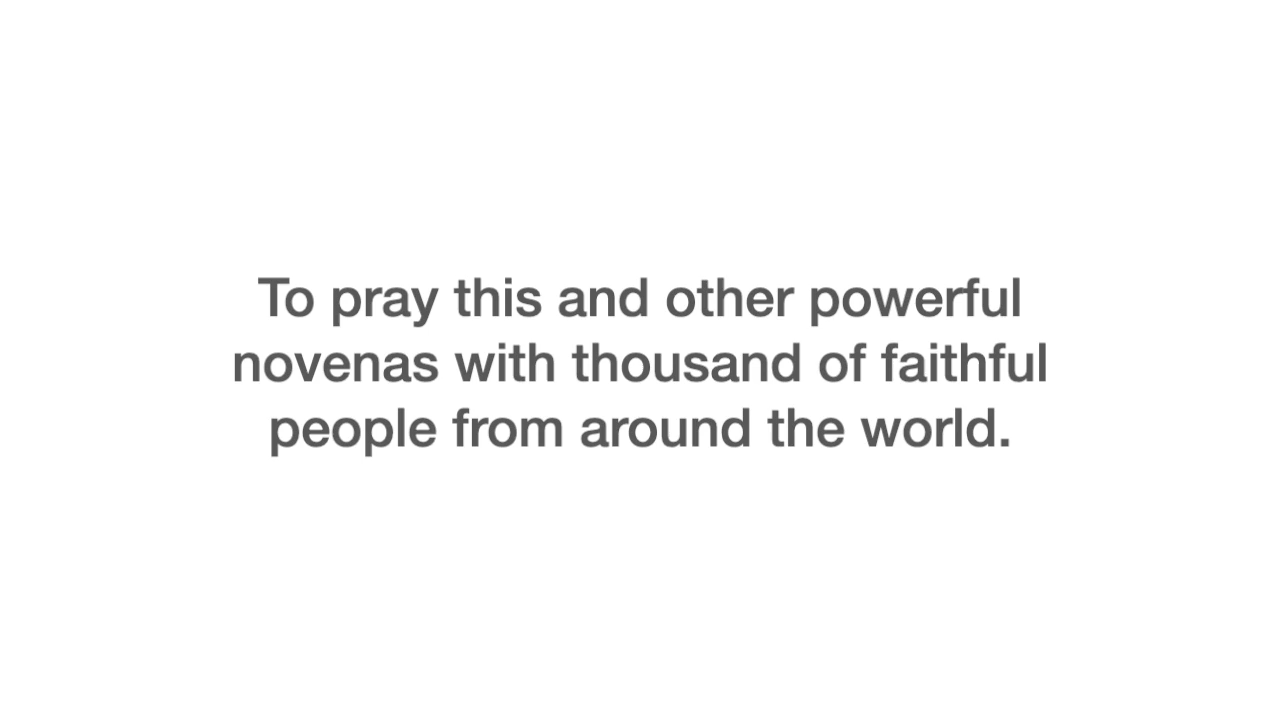 To pray this and other powerful
novenas with thousand of faithful
people from around the world.